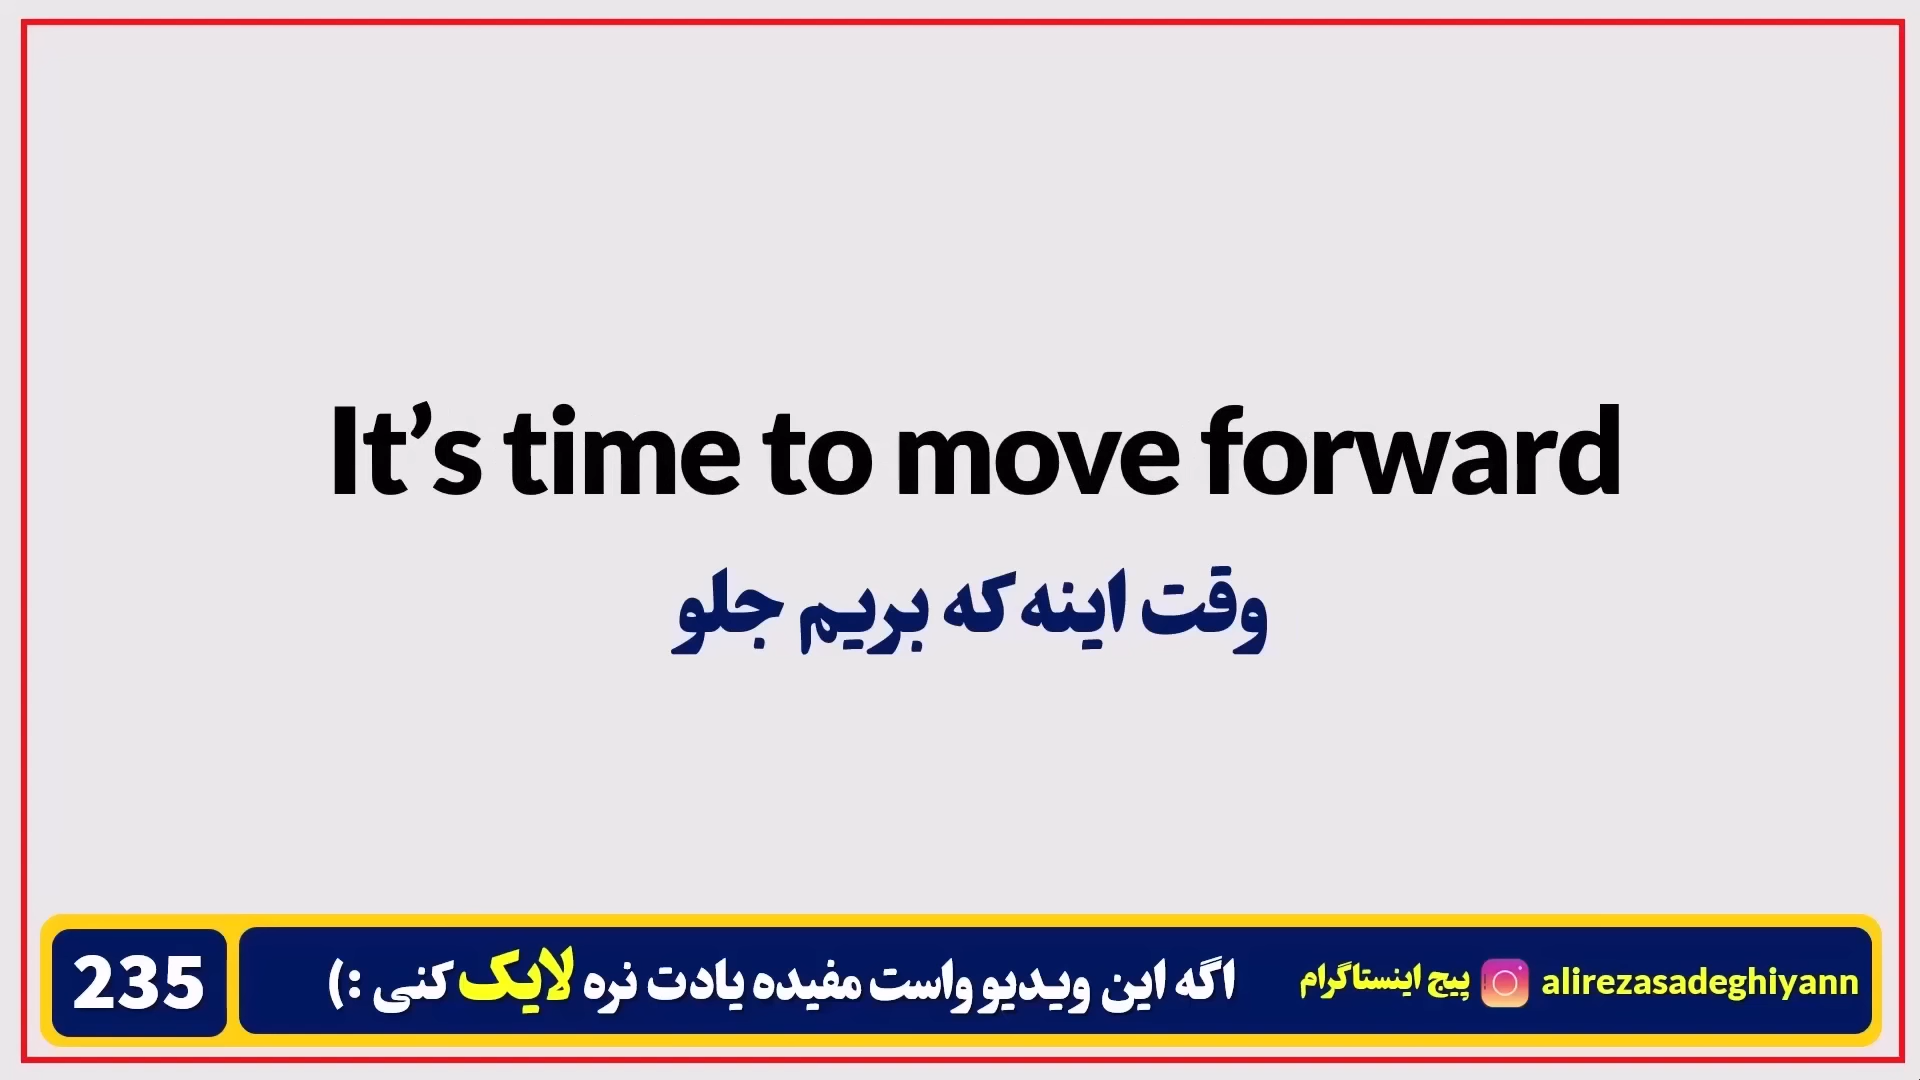 It’s time to move forward
وقت اینه که بریم جلو
235
اگه این ویدیو واست مفیده یادت نره لایک کنی :)
پیج اینستاگرام
alirezasadeghiyann